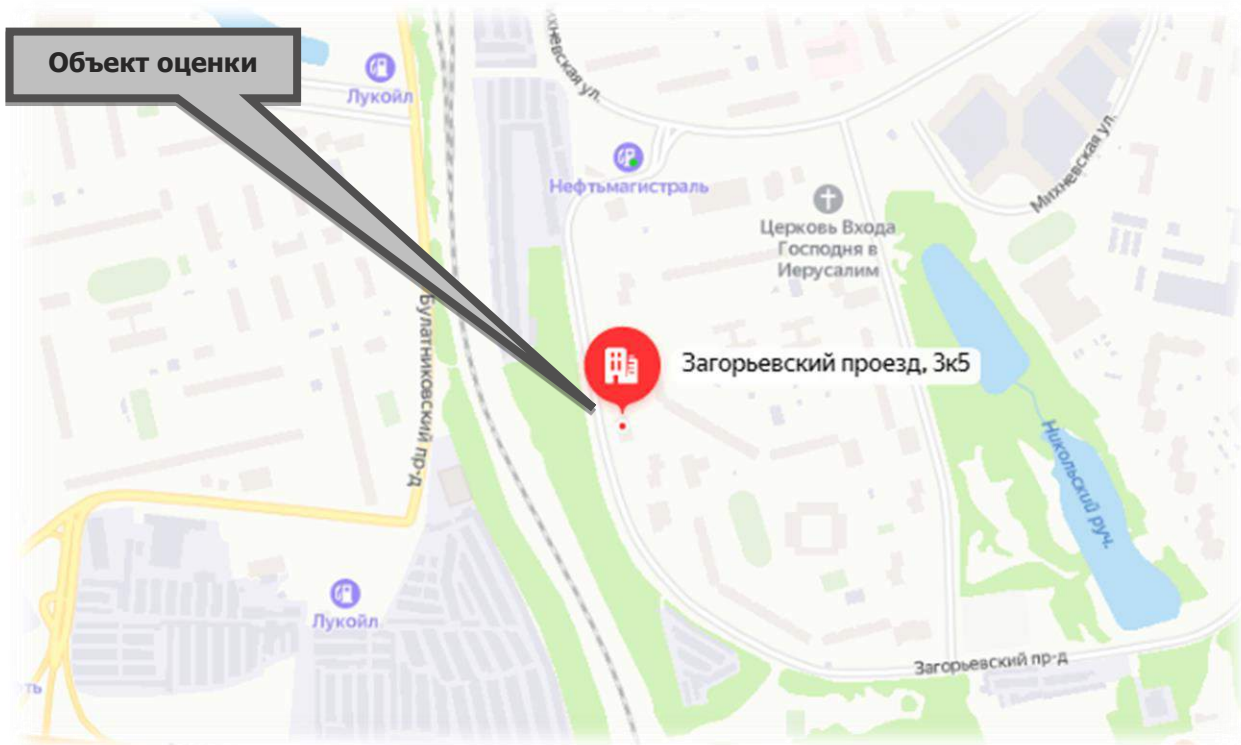 Объект оценки
Лукойл
Михневская ул.
Нефтьмагистраль
Михневская ул.
Церковь Входа
Господня в
Иерусалим
Булатниковский пр-д
Загорьевский проезд, 3к5
Никольский руч.
Лукойл
Загорьевский пр-д